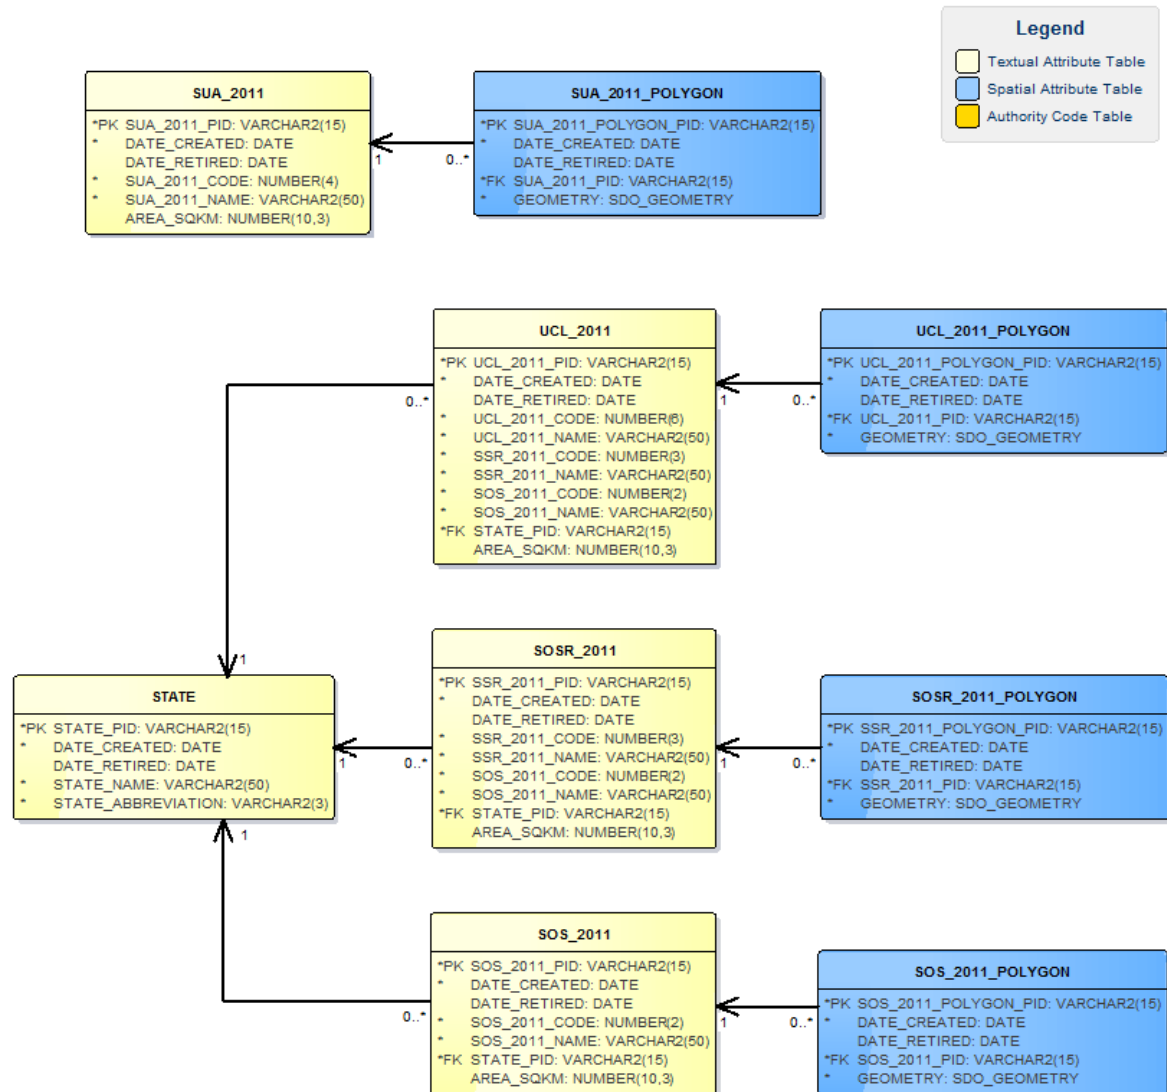 Legend
Textual Attribute Table
Spatial Attribute Table
Authority Code Table
SUA_2011
*PK SUA_2011_PID: VARCHAR2(15)
* DATE_CREATED: DATE
DATE_RETIRED: DATE
* SUA_2011_CODE: NUMBER(4)
* SUA_2011_NAME: VARCHAR2(50)
AREA_SQKM: NUMBER(10,3)
1
0..*
SUA_2011_POLYGON
*PK SUA_2011_POLYGON_PID: VARCHAR2(15)
* DATE_CREATED: DATE
DATE_RETIRED: DATE
*FK SUA_2011_PID: VARCHAR2(15)
* GEOMETRY: SDO_GEOMETRY
UCL_2011
*PK UCL_2011_PID: VARCHAR2(15)
* DATE_CREATED: DATE
DATE_RETIRED: DATE
* UCL_2011_CODE: NUMBER(6)
* UCL_2011_NAME: VARCHAR2(50)
* SSR_2011_CODE: NUMBER(3)
* SSR_2011_NAME: VARCHAR2(50)
* SOS_2011_CODE: NUMBER(2)
* SOS_2011_NAME: VARCHAR2(50)
*FK STATE_PID: VARCHAR2(15)
AREA_SQKM: NUMBER(10,3)
0..*
1
1
0..*
UCL_2011_POLYGON
*PK UCL_2011_POLYGON_PID: VARCHAR2(15)
* DATE_CREATED: DATE
DATE_RETIRED: DATE
*FK UCL_2011_PID: VARCHAR2(15)
* GEOMETRY: SDO_GEOMETRY
STATE
*PK STATE_PID: VARCHAR2(15)
* DATE_CREATED: DATE
DATE_RETIRED: DATE
* STATE_NAME: VARCHAR2(50)
* STATE_ABBREVIATION: VARCHAR2(3)
1
0..*
SOSR_2011
*PK SSR_2011_PID: VARCHAR2(15)
* DATE_CREATED: DATE
DATE_RETIRED: DATE
* SSR_2011_CODE: NUMBER(3)
* SSR_2011_NAME: VARCHAR2(50)
* SOS_2011_CODE: NUMBER(2)
* SOS_2011_NAME: VARCHAR2(50)
*FK STATE_PID: VARCHAR2(15)
AREA_SQKM: NUMBER(10,3)
1
0..*
SOSR_2011_POLYGON
*PK SSR_2011_POLYGON_PID: VARCHAR2(15)
* DATE_CREATED: DATE
DATE_RETIRED: DATE
*FK SSR_2011_PID: VARCHAR2(15)
* GEOMETRY: SDO_GEOMETRY
1
0..*
SOS_2011
*PK SOS_2011_PID: VARCHAR2(15)
* DATE_CREATED: DATE
DATE_RETIRED: DATE
* SOS_2011_CODE: NUMBER(2)
* SOS_2011_NAME: VARCHAR2(50)
*FK STATE_PID: VARCHAR2(15)
AREA_SQKM: NUMBER(10,3)
1
0..*
SOS_2011_POLYGON
*PK SOS_2011_POLYGON_PID: VARCHAR2(15)
* DATE_CREATED: DATE
DATE_RETIRED: DATE
*FK SOS_2011_PID: VARCHAR2(15)
* GEOMETRY: SDO_GEOMETRY